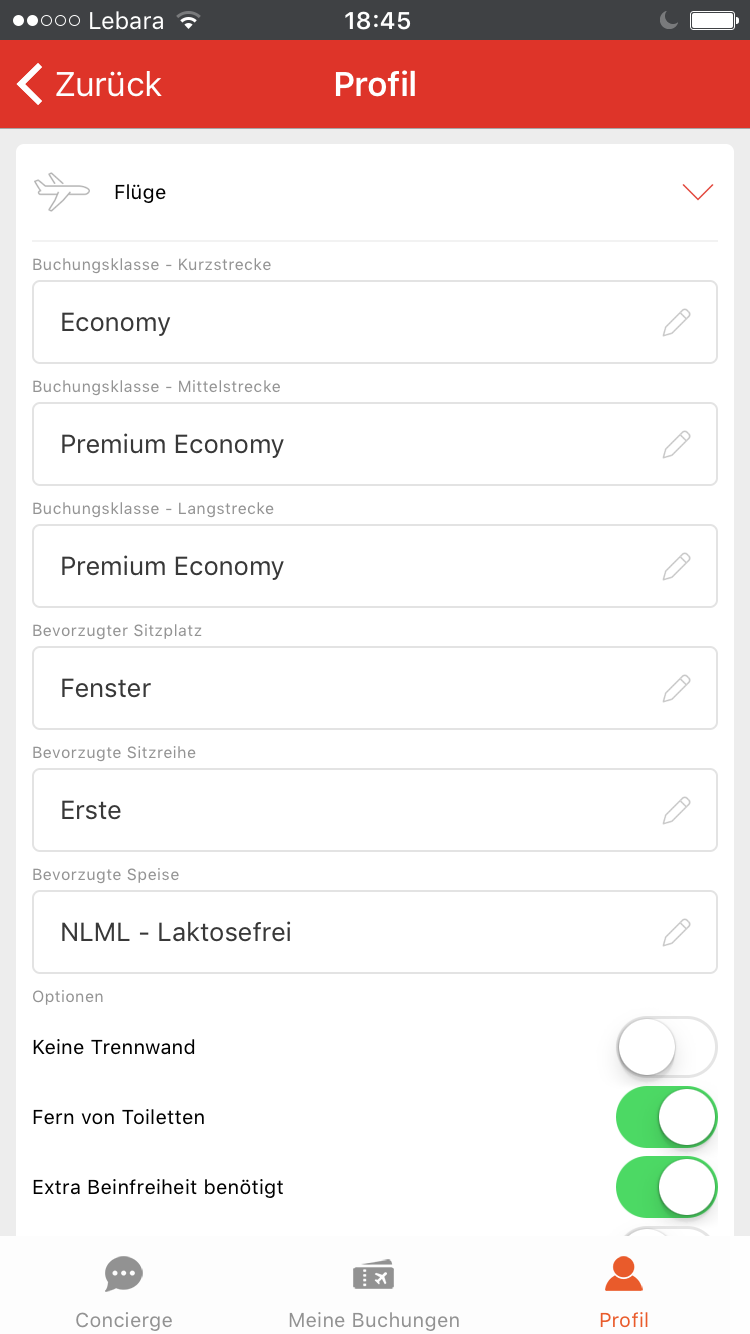 Lebara 18:45
Zurück Profil
Flüge
Buchungsklasse - Kurzstrecke
Economy
Buchungsklasse - Mittelstrecke
Premium Economy
Buchungsklasse - Langstrecke
Premium Economy
Bevorzugter Sitzplatz
Fenster
Bevorzugte Sitzreihe
Erste
Bevorzugte Speise
NLML - Laktosefrei
Optionen
Keine Trennwand
Fern von Toiletten
Extra Beinfreiheit benötigt
Concierge Meine Buchungen Profil